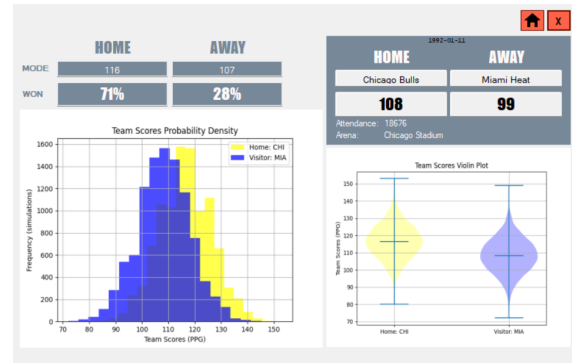 X
HOME AWAY
MODE 116 107
WON 71% 28%
1992-01-11
HOME AWAY
Chicago Bulls Miami Heat
108 99
Attendance: 18676
Arena: Chicago Stadium
Team Scores Probability Density
Home: CHI
Visitor: MIA
Frequency (simulations)
1600
1400
1200
1000
800
600
400
200
0
70 80 90 100 110 120 130 140 150
Team Scores (PPG)
Team Scores Violin Plot
Team Scores (PPG)
150
140
130
120
110
100
90
80
70
Home: CHI Visitor: MIA